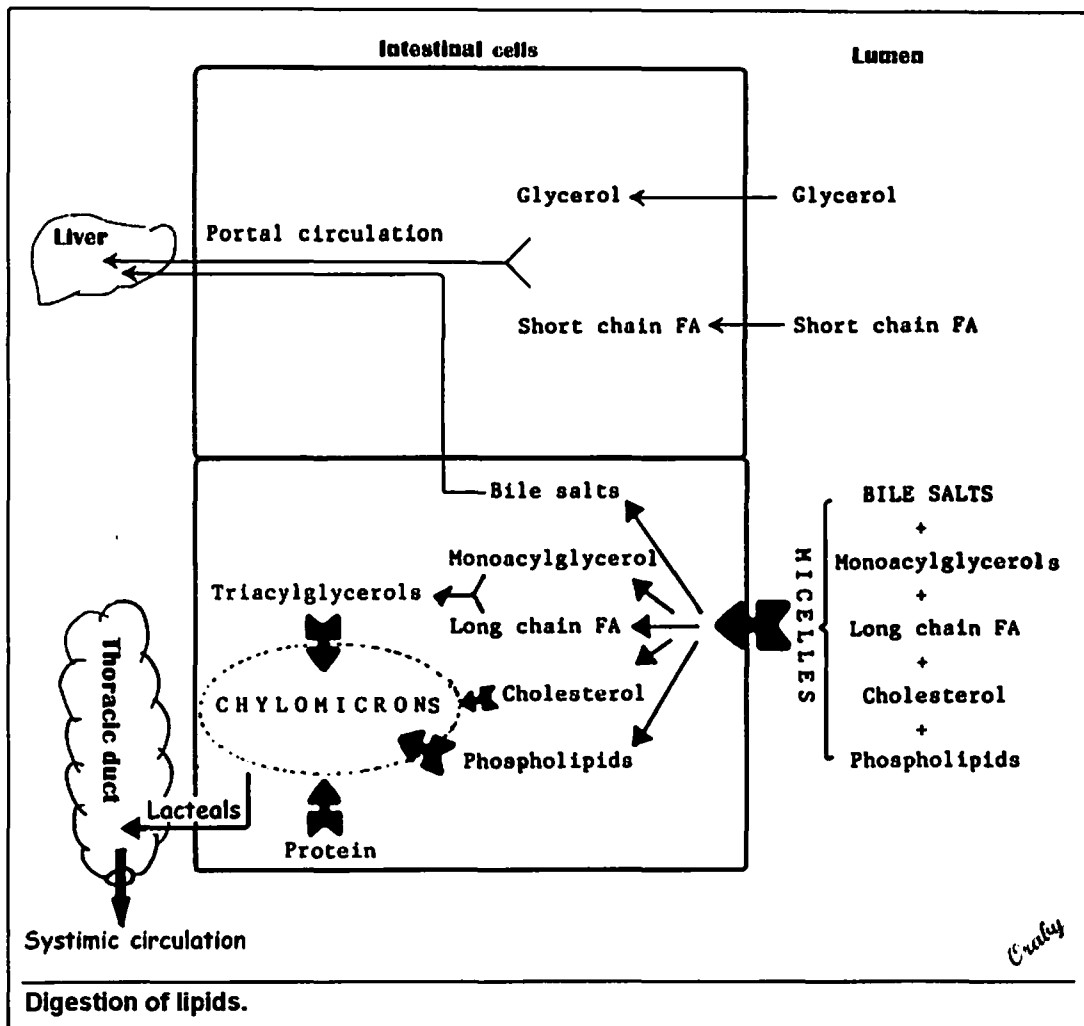 Intestinal cells Lumen
Glycerol Glycerol
Liver Portal circulation
Short chain FA Short chain FA
Bile salts BILE SALTS
+
Monoacylglycerol Monoacylglycerols
Triacylglycerols +
Long chain FA Long chain FA
+
CHYLOMICRONS Cholesterol Cholesterol
+
Phospholipids Phospholipids
MICELLES
Thoracic duct
Lacteals
Protein
Systimic circulation
Oraby
Digestion of lipids.